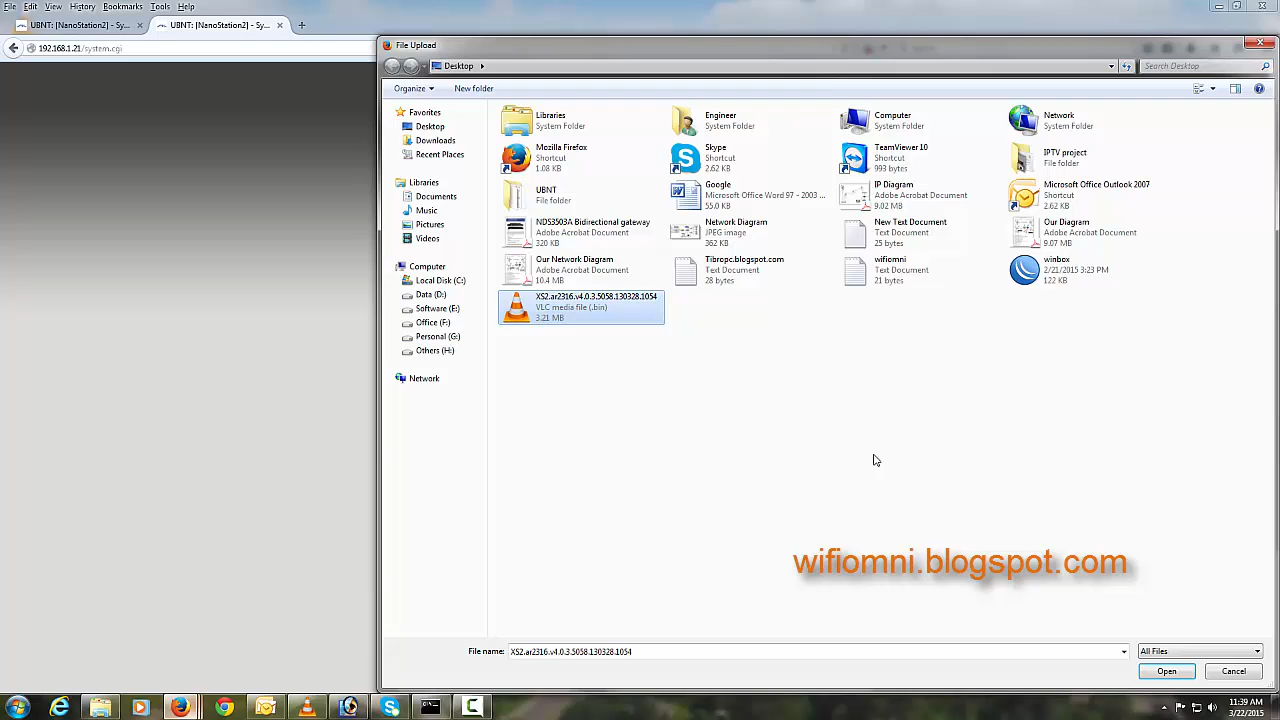 File Edit View History Bookmarks Tools Help
UBNT: [NanoStation2] - Sy... × UBNT: [NanoStation2] - Sy... × +
192.168.1.21/system.cgi
File Upload
Desktop
Search Desktop
Organize New folder
Favorites
Desktop
Downloads
Recent Places
Libraries
Documents
Music
Pictures
Videos
Computer
Local Disk (C:)
Data (D:)
Software (E:)
Office (F:)
Personal (G:)
Others (H:)
Network
Libraries
System Folder
Engineer
System Folder
Computer
System Folder
Network
System Folder
Mozilla Firefox
Shortcut
1.08 KB
Skype
Shortcut
2.62 KB
TeamViewer 10
Shortcut
993 bytes
IPTV project
File folder
UBNT
File folder
Google
Microsoft Office Word 97 - 2003 ...
55.0 KB
IP Diagram
Adobe Acrobat Document
9.02 MB
Microsoft Office Outlook 2007
Shortcut
2.62 KB
NDS3503A Bidirectional gateway
Adobe Acrobat Document
320 KB
Network Diagram
JPEG image
362 KB
New Text Document
Text Document
25 bytes
Our Diagram
Adobe Acrobat Document
9.07 MB
Our Network Diagram
Adobe Acrobat Document
10.4 MB
Tibropc.blogspot.com
Text Document
28 bytes
wifiomni
Text Document
21 bytes
winbox
2/21/2015 3:23 PM
122 KB
XS2.ar2316.v4.0.3.5058.130328.1054
VLC media file (.bin)
3.21 MB
wifiomni.blogspot.com
File name: XS2.ar2316.v4.0.3.5058.130328.1054 All Files
Open Cancel
11:39 AM
3/22/2015